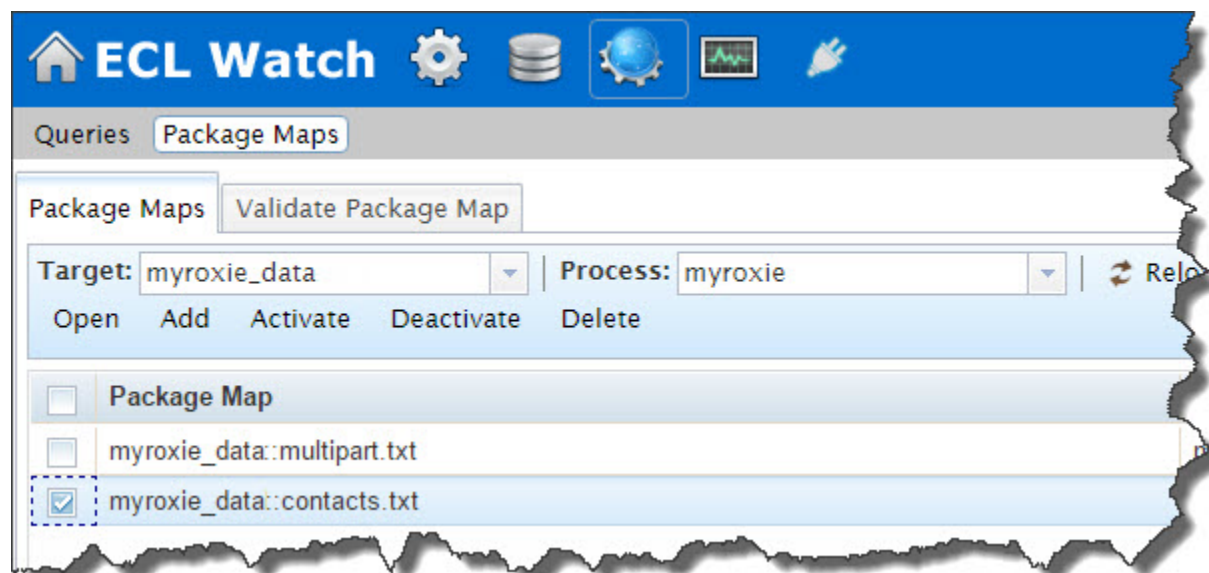 ECL Watch
Queries Package Maps
Package Maps Validate Package Map
Target: myroxie_data Process: myroxie
Open Add Activate Deactivate Delete
Package Map
myroxie_data::multipart.txt
myroxie_data::contacts.txt